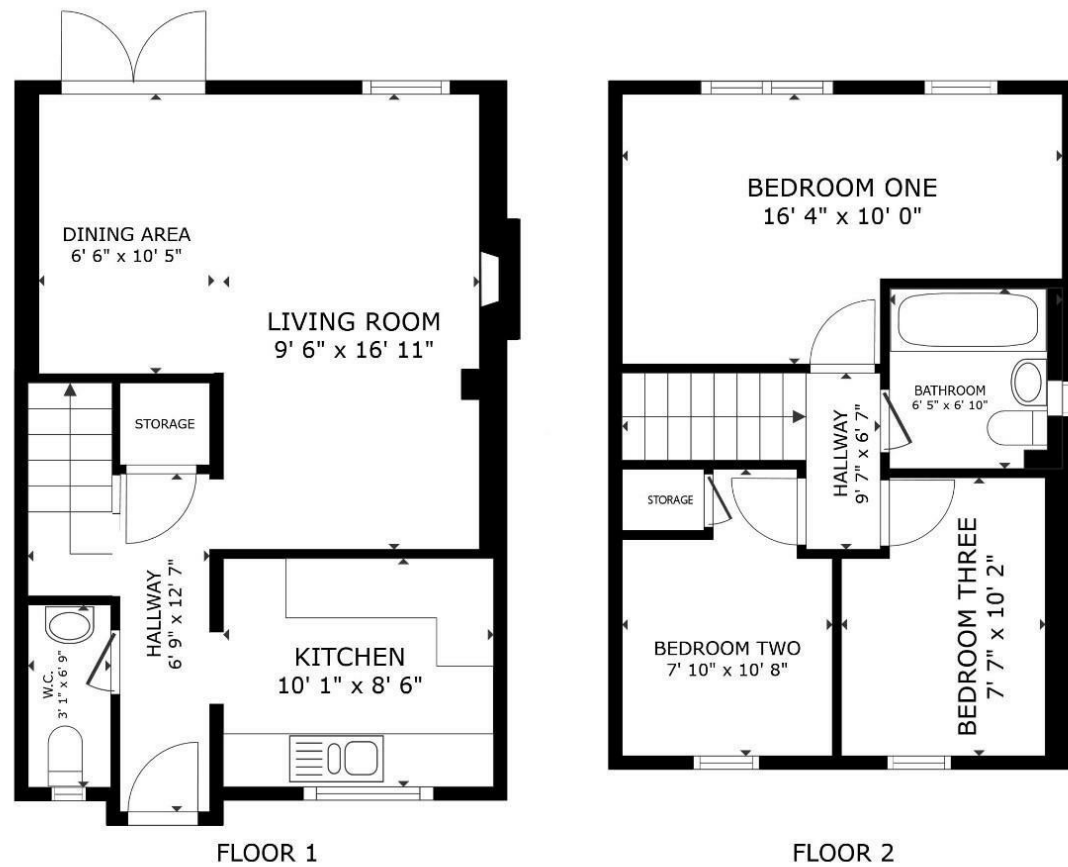 DINING AREA
6' 6" x 10' 5"
LIVING ROOM
9' 6" x 16' 11"
STORAGE
HALLWAY
6' 9" x 12' 7"
W.C.
3' 1" x 6' 9"
KITCHEN
10' 1" x 8' 6"
FLOOR 1
BEDROOM ONE
16' 4" x 10' 0"
BATHROOM
6' 5" x 6' 10"
HALLWAY
9' 7" x 6' 7"
STORAGE
BEDROOM TWO
7' 10" x 10' 8"
BEDROOM THREE
7' 7" x 10' 2"
FLOOR 2